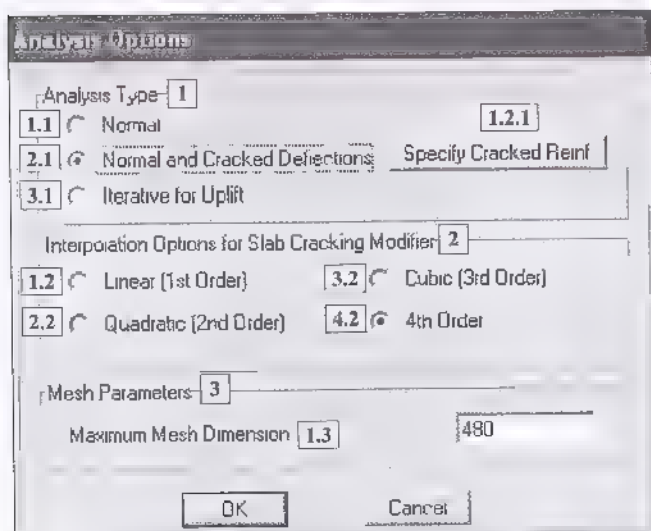 Analysis Options
Analysis Type 1
1.1 Normal
1.2.1
2.1 Normal and Cracked Deflections Specify Cracked Reinf
3.1 Iterative for Uplift
Interpolation Options for Slab Cracking Modifier 2
1.2 Linear (1st Order) 3.2 Cubic (3rd Order)
2.2 Quadratic (2nd Order) 4.2 4th Order
Mesh Parameters 3
Maximum Mesh Dimension 1.3 480
OK Cancel